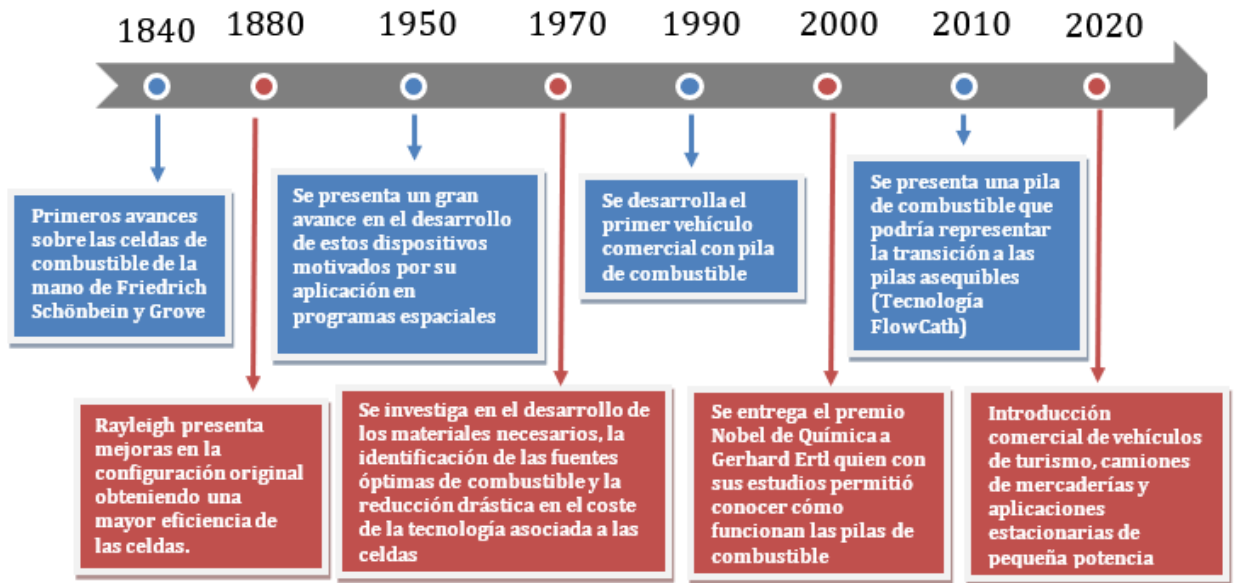 1840
1880
1950
1970
1990
2000
2010
2020
Primeros avances
sobre las celdas de
combustible de la
mano de Friedrich
Schönbein y Grove
Se presenta un gran
avance en el desarrollo
de estos dispositivos
motivados por su
aplicación en
programas espaciales
Se desarrolla el
primer vehículo
comercial con pila
de combustible
Se presenta una pila
de combustible que
podría representar
la transición a las
pilas asequibles
(Tecnología
FlowCath)
Rayleigh presenta
mejoras en la
configuración original
obteniendo una
mayor eficiencia de
las celdas.
Se investiga en el desarrollo de
los materiales necesarios, la
identificación de las fuentes
óptimas de combustible y la
reducción drástica en el coste
de la tecnología asociada a las
celdas
Se entrega el premio
Nobel de Química a
Gerhard Ertl quien con
sus estudios permitió
conocer cómo
funcionan las pilas de
combustible
Introducción
comercial de vehículos
de turismo, camiones
de mercaderías y
aplicaciones
estacionarias de
pequeña potencia